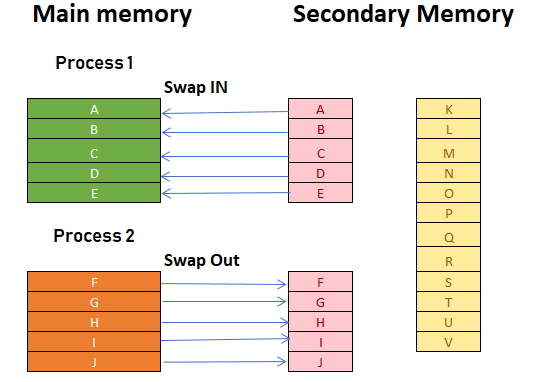 Main memory
Secondary Memory
Process 1
Swap IN
A
B
C
D
E
A
B
C
D
E
K
L
M
N
O
P
Q
R
S
T
U
V
Process 2
Swap Out
F
G
H
I
J
F
G
H
I
J